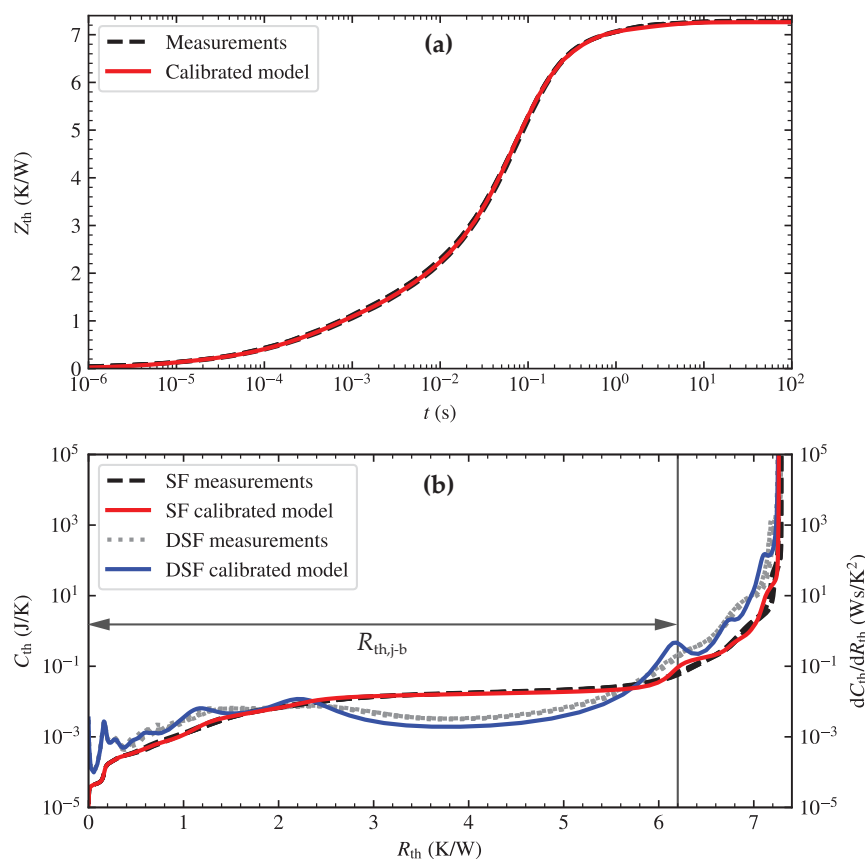 (a)
Measurements
Calibrated model
Z_th (K/W)
7
6
5
4
3
2
1
0
10^−6 10^−5 10^−4 10^−3 10^−2 10^−1 10^0 10^1 10^2
t (s)
(b)
SF measurements
SF calibrated model
DSF measurements
DSF calibrated model
R_th,j-b
C_th (J/K)
10^5
10^3
10^1
10^−1
10^−3
10^−5
10^5
10^3
10^1
10^−1
10^−3
10^−5
dC_th/dR_th (Ws/K^2)
0 1 2 3 4 5 6 7
R_th (K/W)